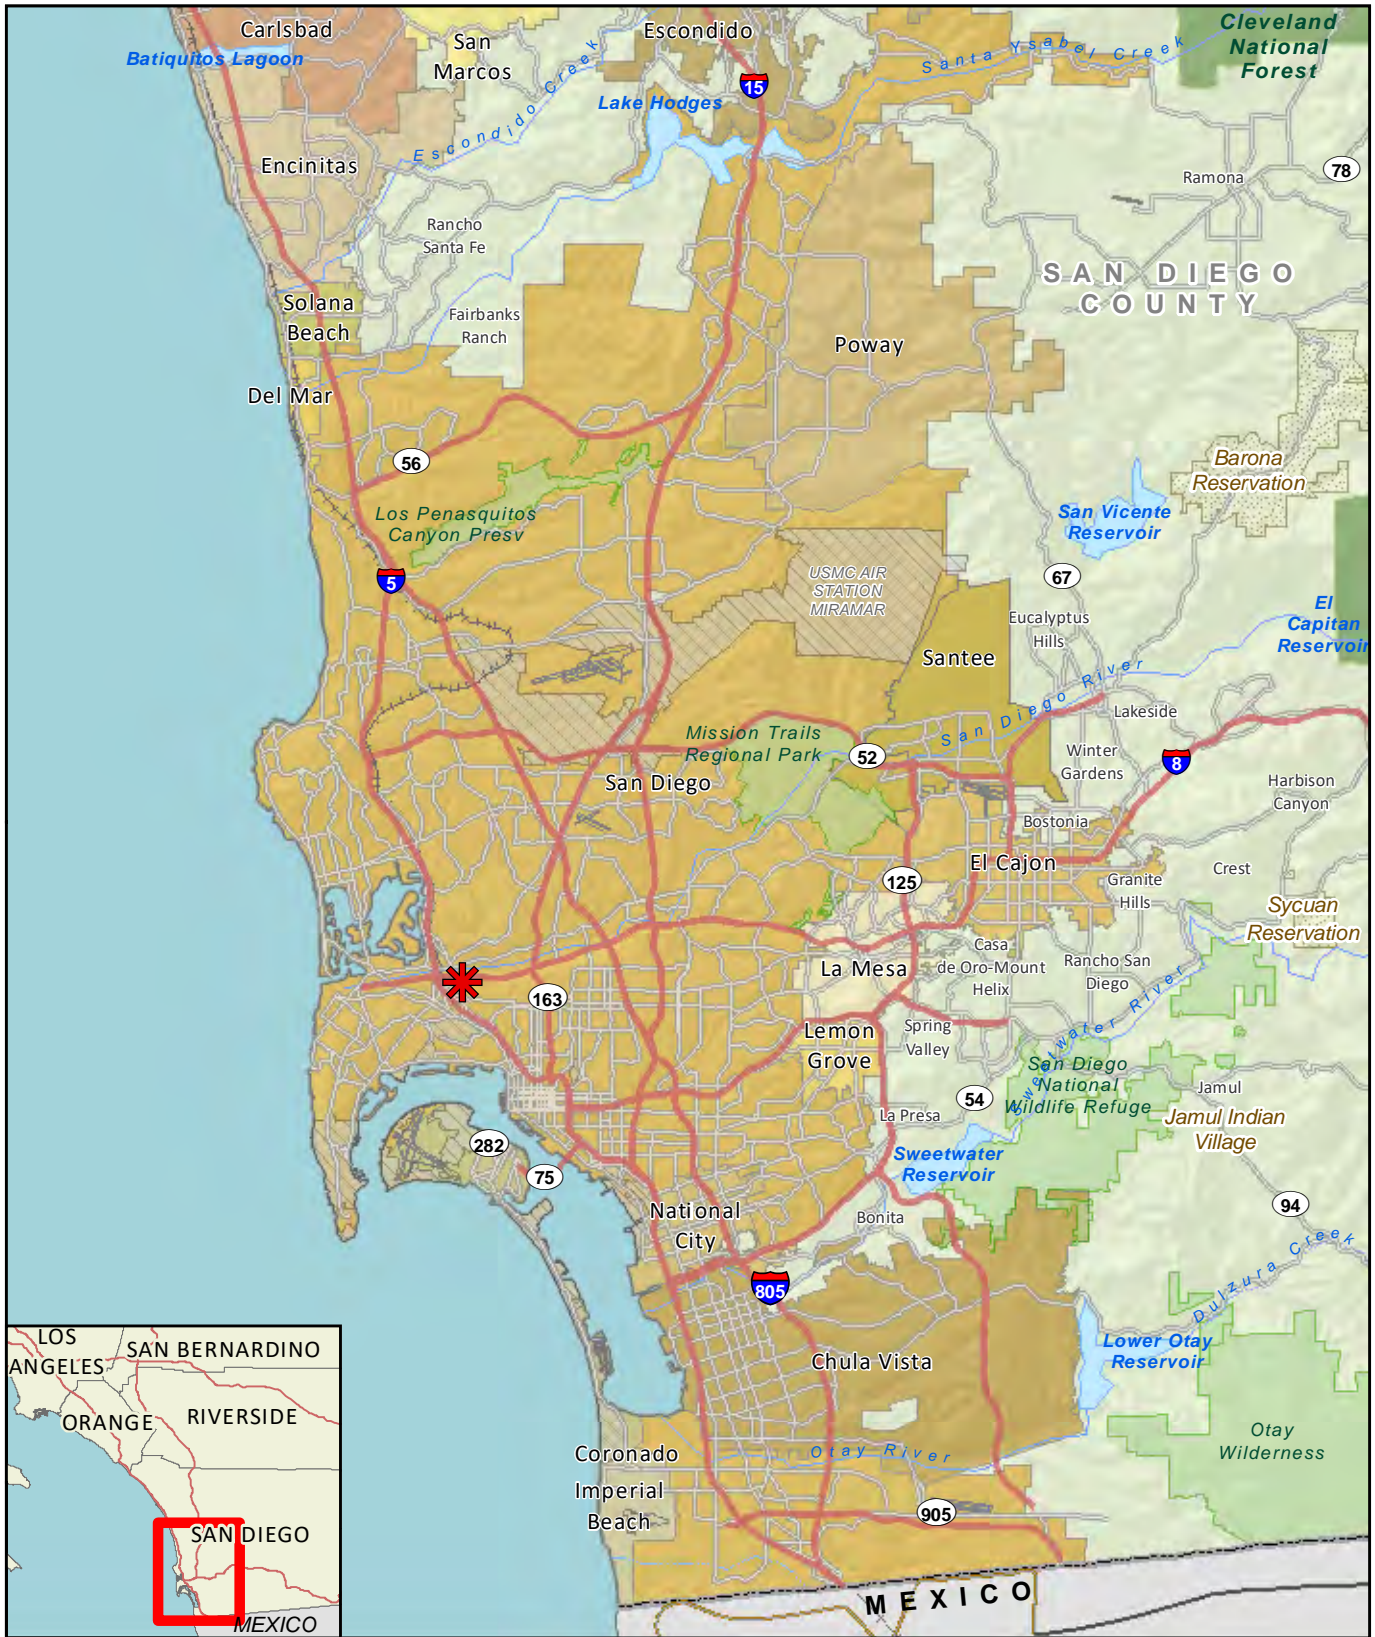 Carlsbad
San
Marcos
Escondido
Cleveland
National
Forest
Batiquitos Lagoon
Escondido Creek
Lake Hodges
15
Santa Ysabel Creek
Encinitas
Ramona
78
Rancho
Santa Fe
SAN DIEGO
COUNTY
Solana
Beach
Fairbanks
Ranch
Poway
Del Mar
56
Barona
Reservation
Los Penasquitos
Canyon Presv
San Vicente
Reservoir
5
USMC AIR
STATION
MIRAMAR
67
Eucalyptus
Hills
El
Capitan
Reservoir
Santee
San Diego River
Lakeside
Mission Trails
Regional Park
52
Winter
Gardens
8
San Diego
Harbison
Canyon
Bostonia
El Cajon
125
Granite
Hills
Crest
Sycuan
Reservation
La Mesa
Casa
de Oro-Mount
Helix
Rancho San
Diego
163
Lemon
Grove
Spring
Valley
Sweetwater River
San Diego
National
Wildlife Refuge
54
Jamul
La Presa
Jamul Indian
Village
282
75
Sweetwater
Reservoir
National
City
Bonita
94
Dulzura Creek
805
Chula Vista
Lower Otay
Reservoir
Otay
Wilderness
Coronado
Otay River
Imperial
Beach
905
MEXICO
LOS
ANGELES
SAN BERNARDINO
ORANGE
RIVERSIDE
SAN DIEGO
MEXICO